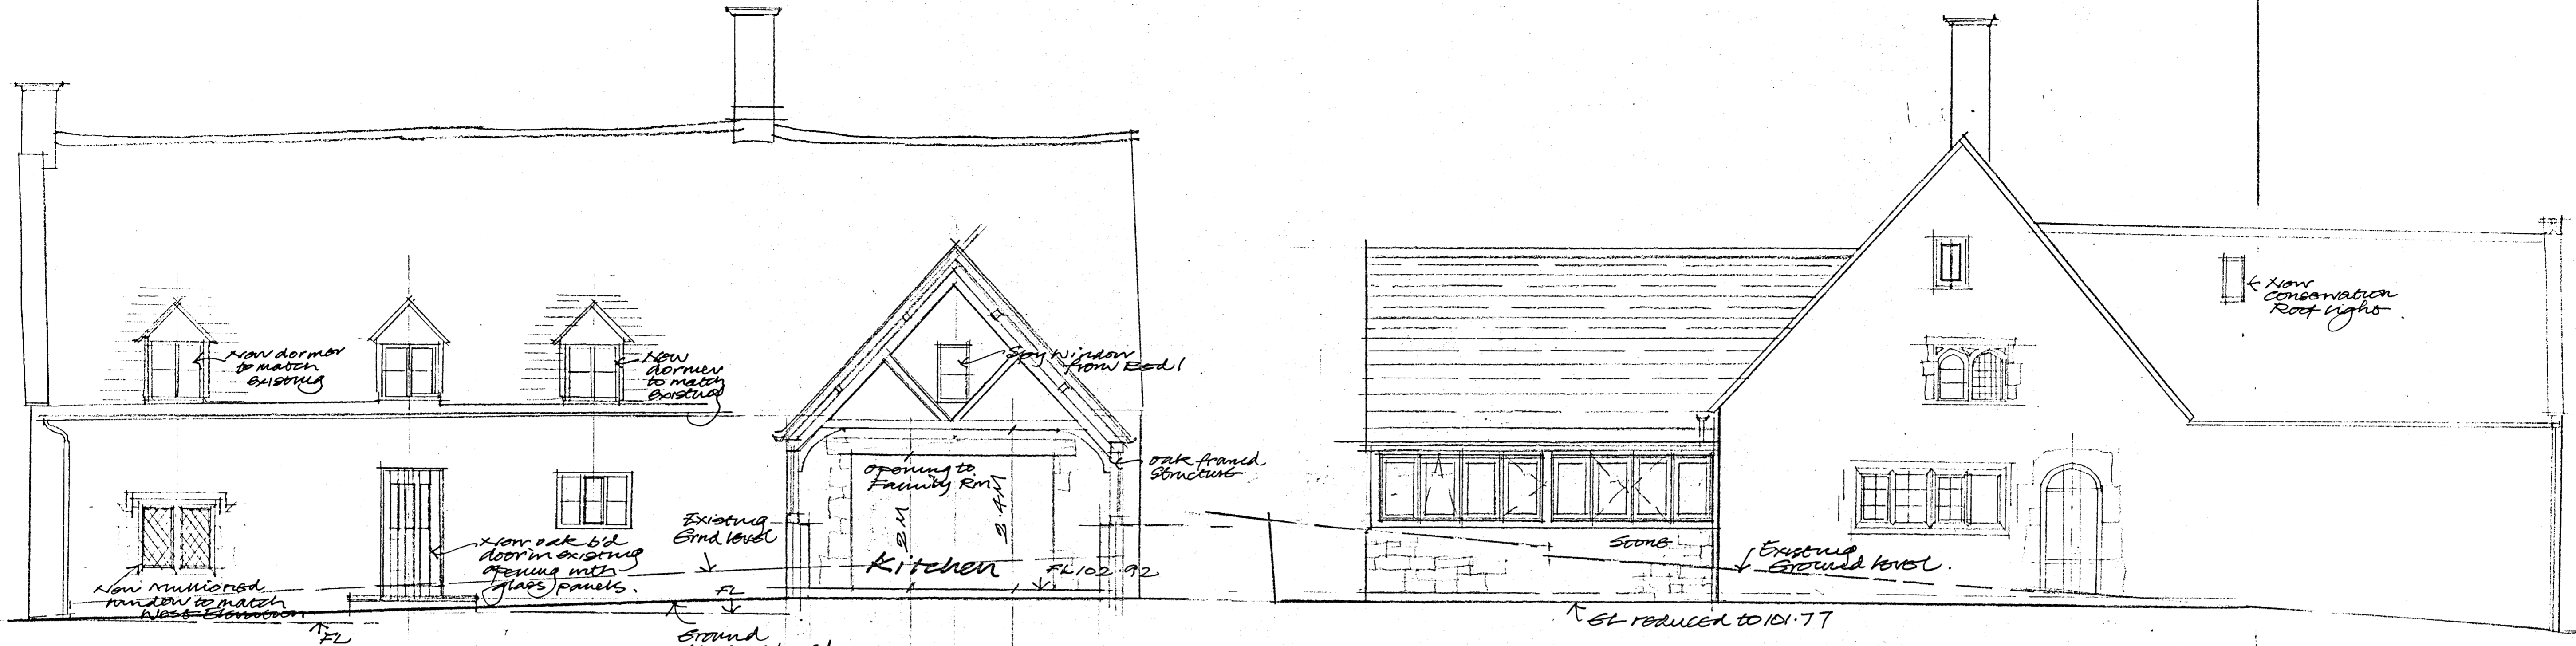 New dormer
to match
existing
New
dormer
to match
existing
Spy Window
from Bed 1
New
Conservation
Roof light.
opening to
Family Rm
2M
2.4M
oak framed
structure
Existing
Grnd level
Kitchen
FL 102.92
FL
New oak b'd
door in existing
opening with
glass panels.
New mullioned
window to match
West Elevation
FL
Ground
Stone
Existing
Ground level.
GL reduced to 101.77